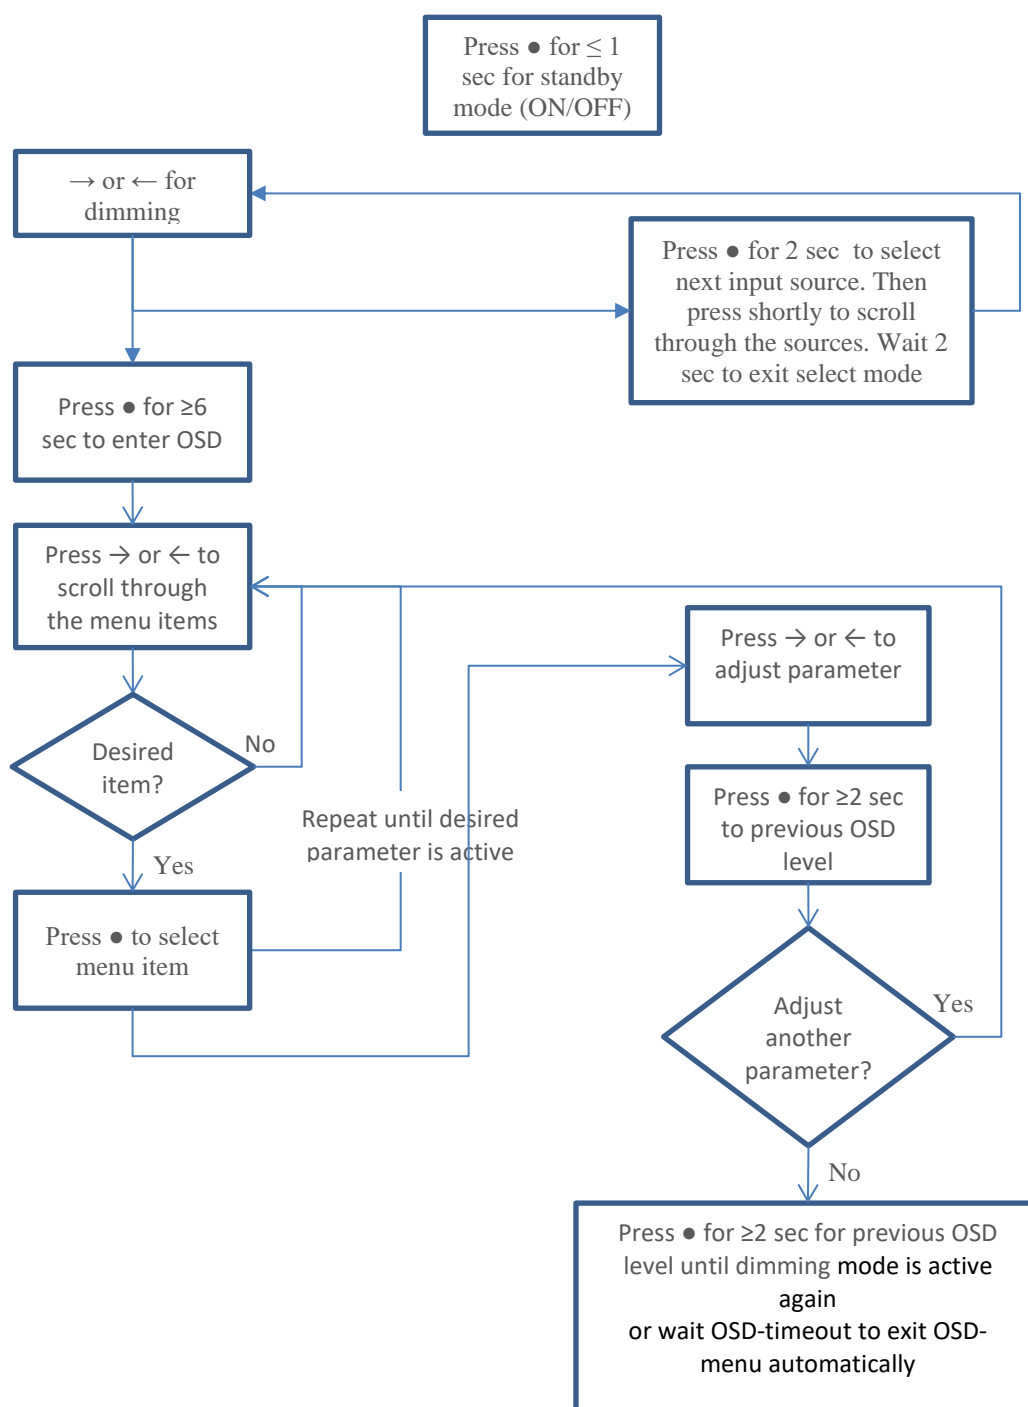 Press ● for ≤ 1
sec for standby
mode (ON/OFF)
→ or ← for
dimming
Press ● for 2 sec to select
next input source. Then
press shortly to scroll
through the sources. Wait 2
sec to exit select mode
Press ● for ≥6
sec to enter OSD
Press → or ← to
scroll through
the menu items
Desired
item?
No
Yes
Repeat until desired
parameter is active
Press ● to select
menu item
Press → or ← to
adjust parameter
Press ● for ≥2 sec
to previous OSD
level
Adjust
another
parameter?
Yes
No
Press ● for ≥2 sec for previous OSD
level until dimming mode is active
again
or wait OSD-timeout to exit OSD-
menu automatically